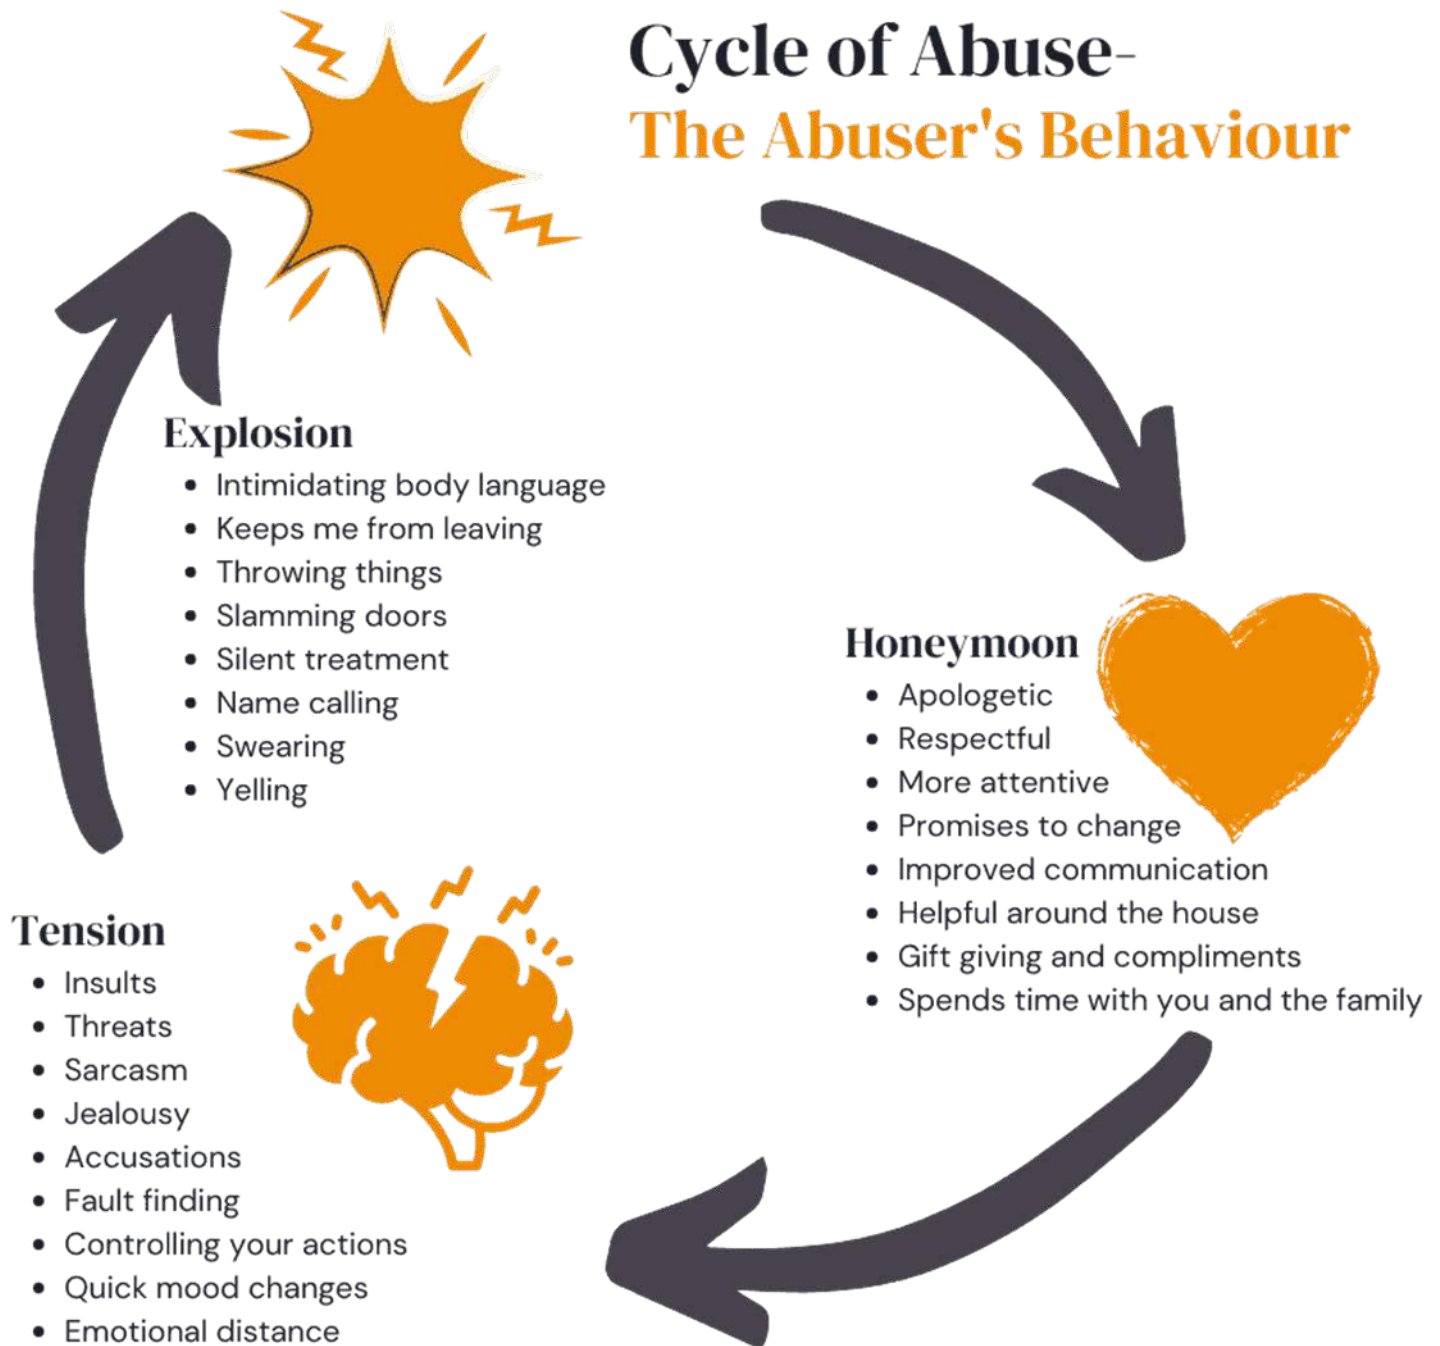 Cycle of Abuse-
The Abuser's Behaviour
Explosion
• Intimidating body language
• Keeps me from leaving
• Throwing things
• Slamming doors
• Silent treatment
• Name calling
• Swearing
• Yelling
Honeymoon
• Apologetic
• Respectful
• More attentive
• Promises to change
• Improved communication
• Helpful around the house
• Gift giving and compliments
• Spends time with you and the family
Tension
• Insults
• Threats
• Sarcasm
• Jealousy
• Accusations
• Fault finding
• Controlling your actions
• Quick mood changes
• Emotional distance